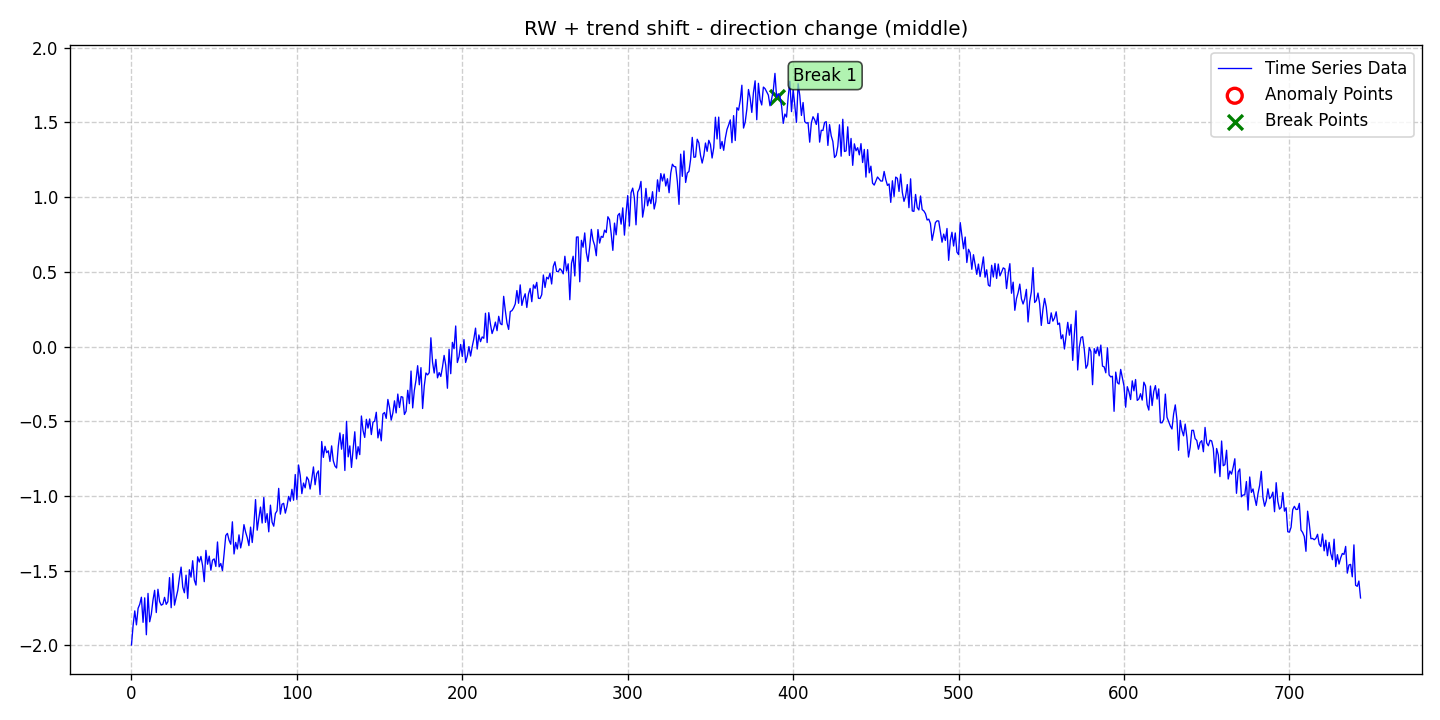 RW + trend shift - direction change (middle)
2.0
1.5
1.0
0.5
0.0
−0.5
−1.0
−1.5
−2.0
Break 1
Time Series Data
Anomaly Points
Break Points
0 100 200 300 400 500 600 700